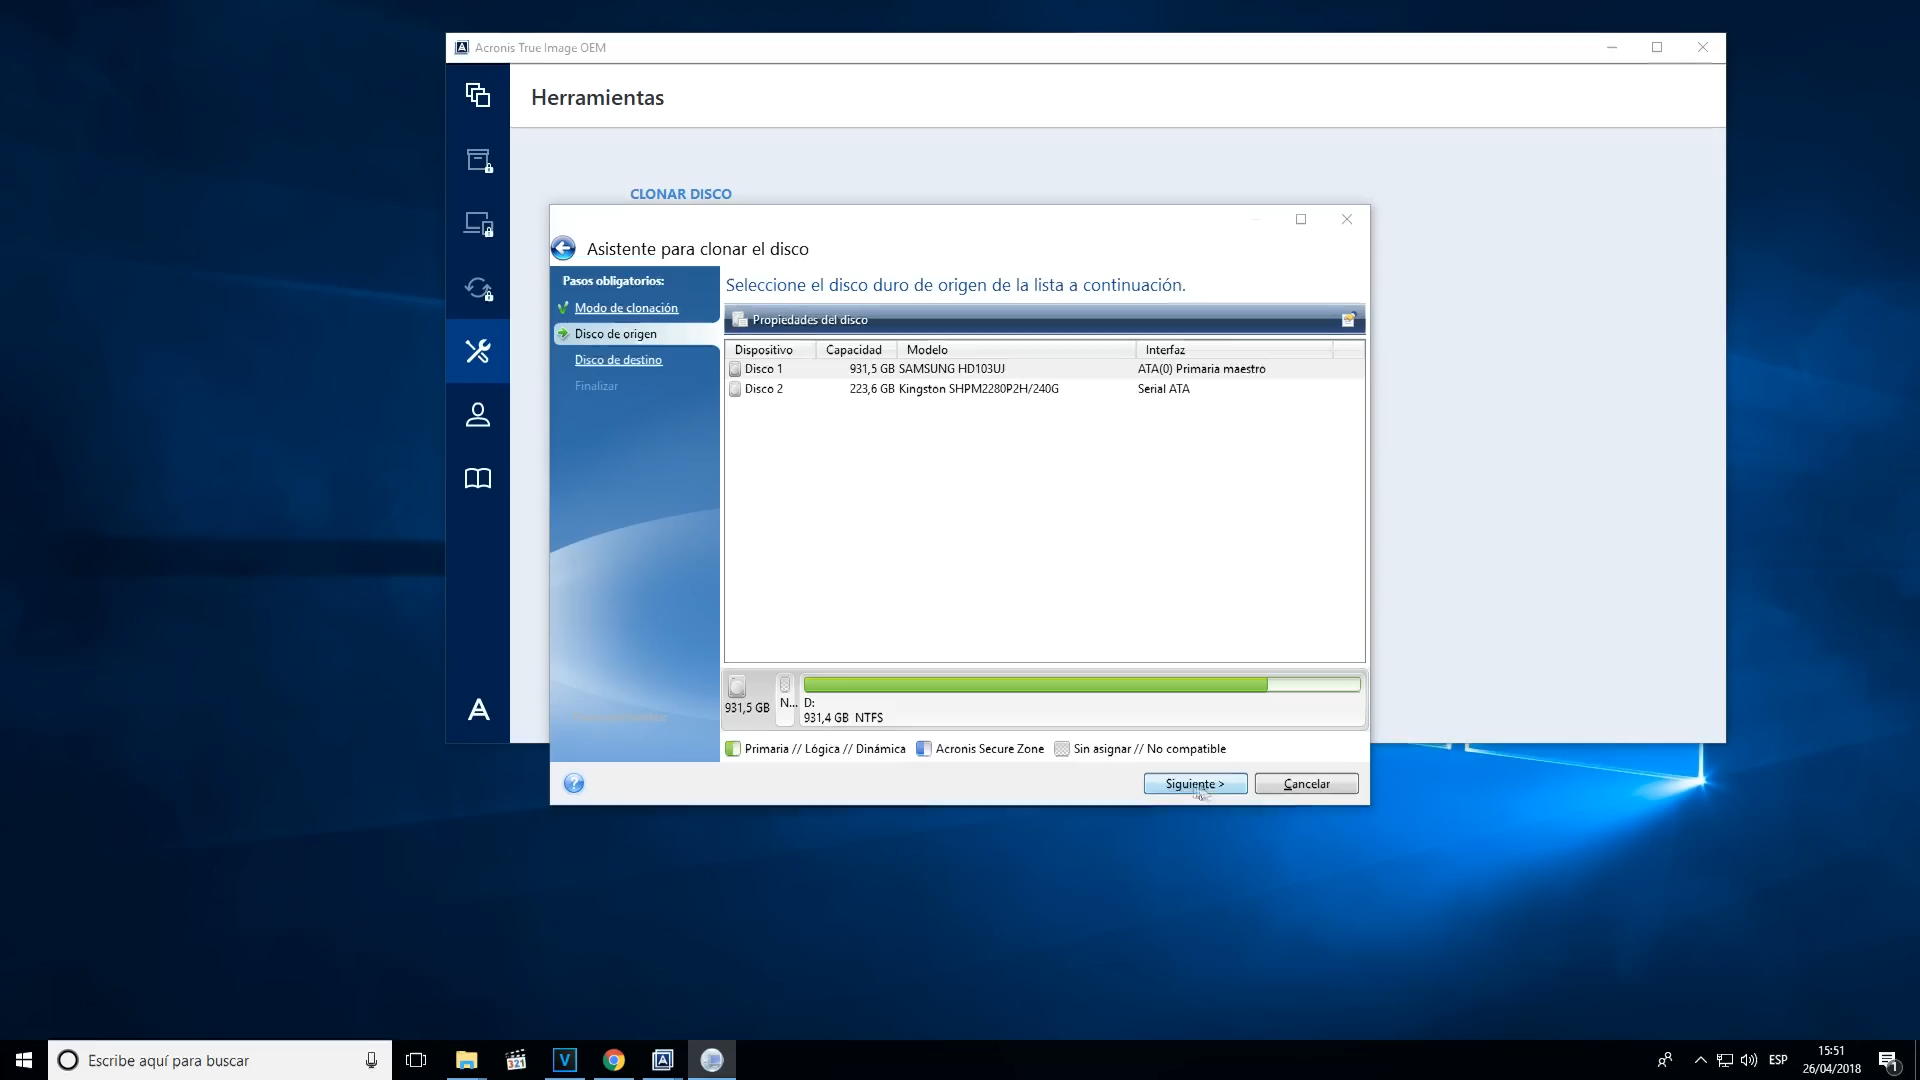 Acronis True Image OEM
Herramientas
CLONAR DISCO
Asistente para clonar el disco
Pasos obligatorios:
Modo de clonación
Disco de origen
Disco de destino
Finalizar
Seleccione el disco duro de origen de la lista a continuación.
Propiedades del disco
Dispositivo Capacidad Modelo Interfaz
Disco 1 931,5 GB SAMSUNG HD103UJ ATA(0) Primaria maestro
Disco 2 223,6 GB Kingston SHPM2280P2H/240G Serial ATA
931,5 GB
N...
D:
931,4 GB NTFS
Primaria // Lógica // Dinámica Acronis Secure Zone Sin asignar // No compatible
Siguiente > Cancelar
Escribe aquí para buscar
321
V
ESP
15:51
26/04/2018
1